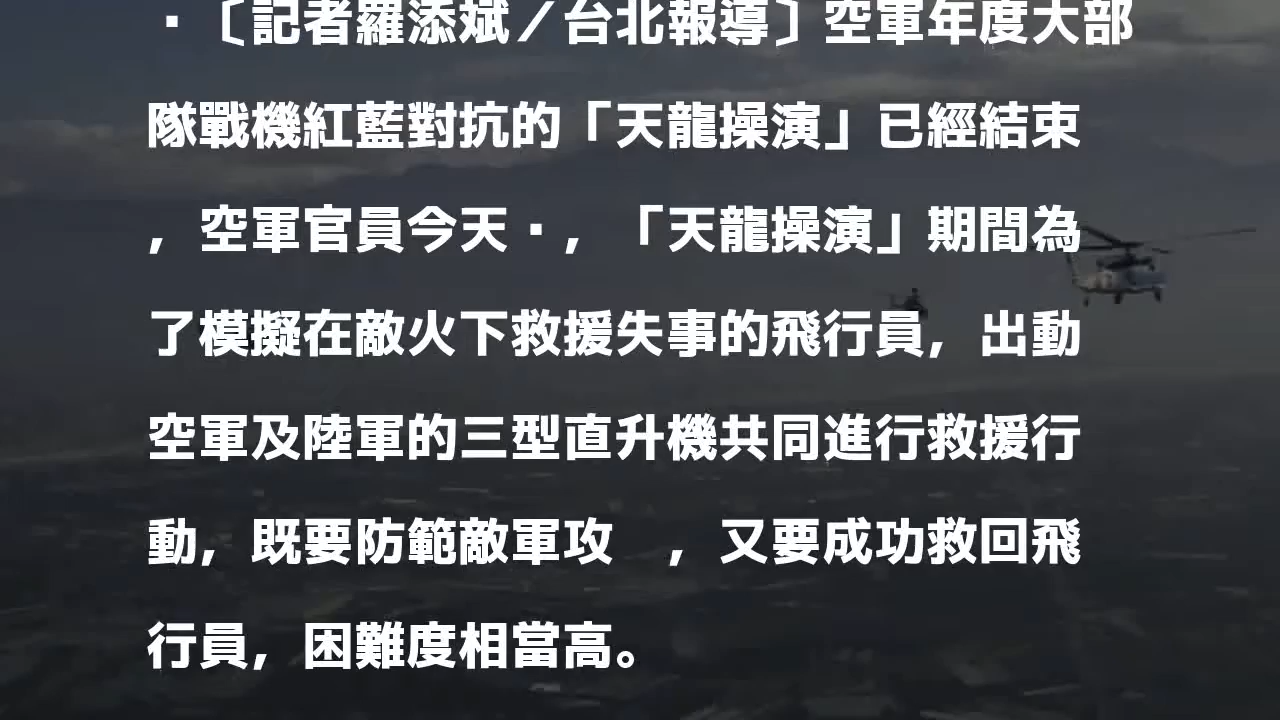 ·〔記者羅添斌／台北報導〕空軍年度大部
隊戰機紅藍對抗的「天龍操演」已經結束
，空軍官員今天·，「天龍操演」期間為
了模擬在敵火下救援失事的飛行員，出動
空軍及陸軍的三型直升機共同進行救援行
動，既要防範敵軍攻　，又要成功救回飛
行員，困難度相當高。